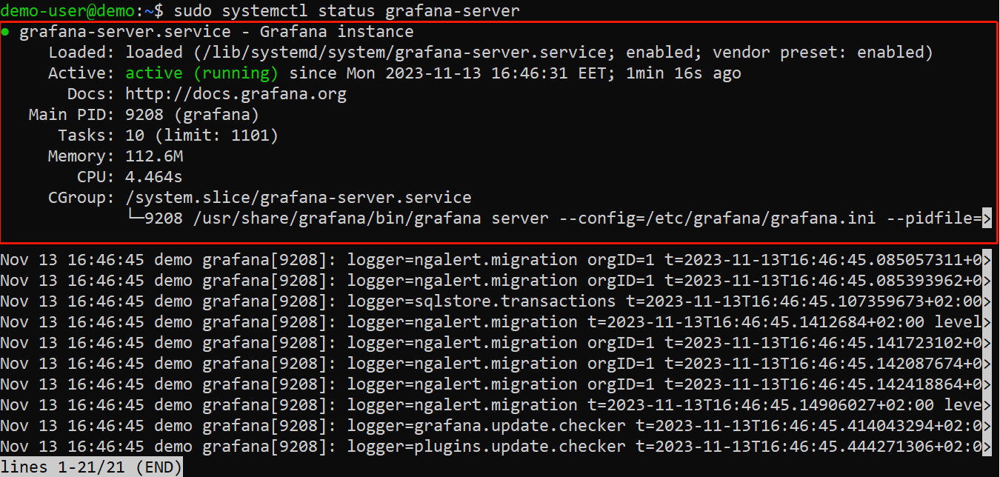 demo-user@demo:~$ sudo systemctl status grafana-server
● grafana-server.service - Grafana instance
Loaded: loaded (/lib/systemd/system/grafana-server.service; enabled; vendor preset: enabled)
Active: active (running) since Mon 2023-11-13 16:46:31 EET; 1min 16s ago
Docs: http://docs.grafana.org
Main PID: 9208 (grafana)
Tasks: 10 (limit: 1101)
Memory: 112.6M
CPU: 4.464s
CGroup: /system.slice/grafana-server.service
└─9208 /usr/share/grafana/bin/grafana server --config=/etc/grafana/grafana.ini --pidfile=>
Nov 13 16:46:45 demo grafana[9208]: logger=ngalert.migration orgID=1 t=2023-11-13T16:46:45.085057311+0>
Nov 13 16:46:45 demo grafana[9208]: logger=ngalert.migration orgID=1 t=2023-11-13T16:46:45.085393962+0>
Nov 13 16:46:45 demo grafana[9208]: logger=sqlstore.transactions t=2023-11-13T16:46:45.107359673+02:00>
Nov 13 16:46:45 demo grafana[9208]: logger=ngalert.migration t=2023-11-13T16:46:45.1412684+02:00 level>
Nov 13 16:46:45 demo grafana[9208]: logger=ngalert.migration orgID=1 t=2023-11-13T16:46:45.141723102+0>
Nov 13 16:46:45 demo grafana[9208]: logger=ngalert.migration orgID=1 t=2023-11-13T16:46:45.142087674+0>
Nov 13 16:46:45 demo grafana[9208]: logger=ngalert.migration orgID=1 t=2023-11-13T16:46:45.142418864+0>
Nov 13 16:46:45 demo grafana[9208]: logger=ngalert.migration t=2023-11-13T16:46:45.14906027+02:00 leve>
Nov 13 16:46:45 demo grafana[9208]: logger=grafana.update.checker t=2023-11-13T16:46:45.414043294+02:0>
Nov 13 16:46:45 demo grafana[9208]: logger=plugins.update.checker t=2023-11-13T16:46:45.444271306+02:0>
lines 1-21/21 (END)